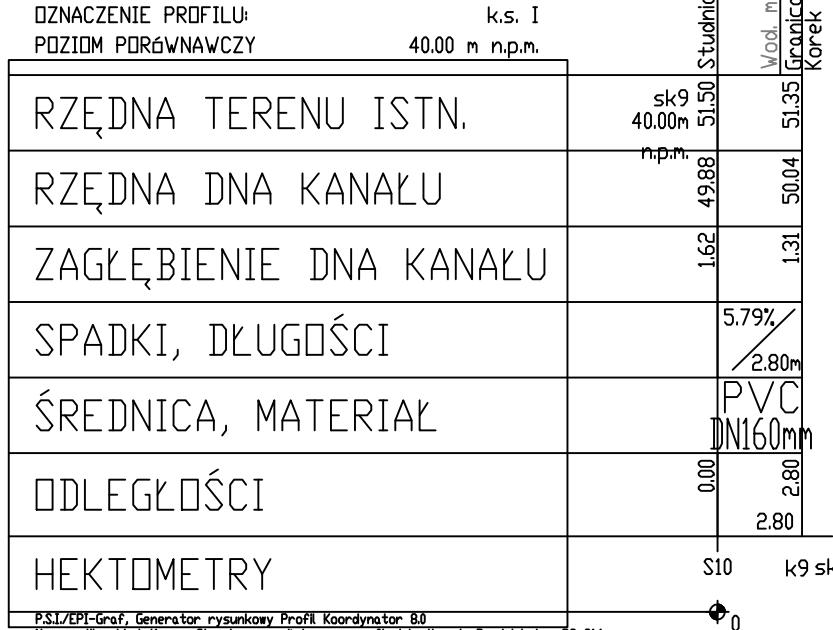 OZNACZENIE PROFILU: k.s. I
POZIOM PORóWNAWCZY 40.00 m n.p.m.
Wod. m
Korek
RZĘDNA TERENU ISTN.
sk9
40.00m
n.p.m.
51.50
51.35
RZĘDNA DNA KANAŁU
49.88
50.04
ZAGŁĘBIENIE DNA KANAŁU
1.62
1.31
SPADKI, DŁUGOŚCI
5.79%
2.80m
ŚREDNICA, MATERIAŁ
PVC
DN160mm
ODLEGŁOŚCI
0.00
2.80
2.80
HEKTOMETRY
S10
k9 sk
0
P.S.I./EPI-Graf, Generator rysunkowy Profil Koordynator 8.0